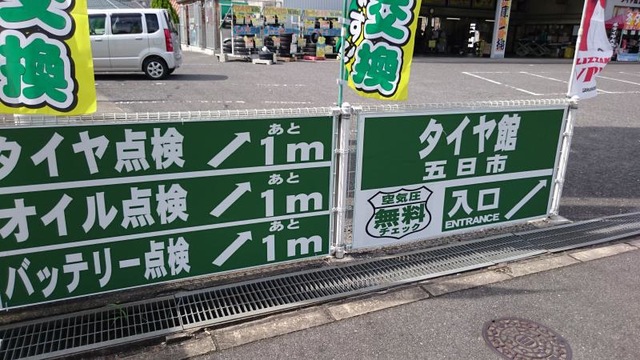 交換
交換
タイヤ点検 あと 1m
オイル点検 あと 1m
バッテリー点検 あと 1m
タイヤ館
五日市
空気圧
無料
チェック
入口
ENTRANCE